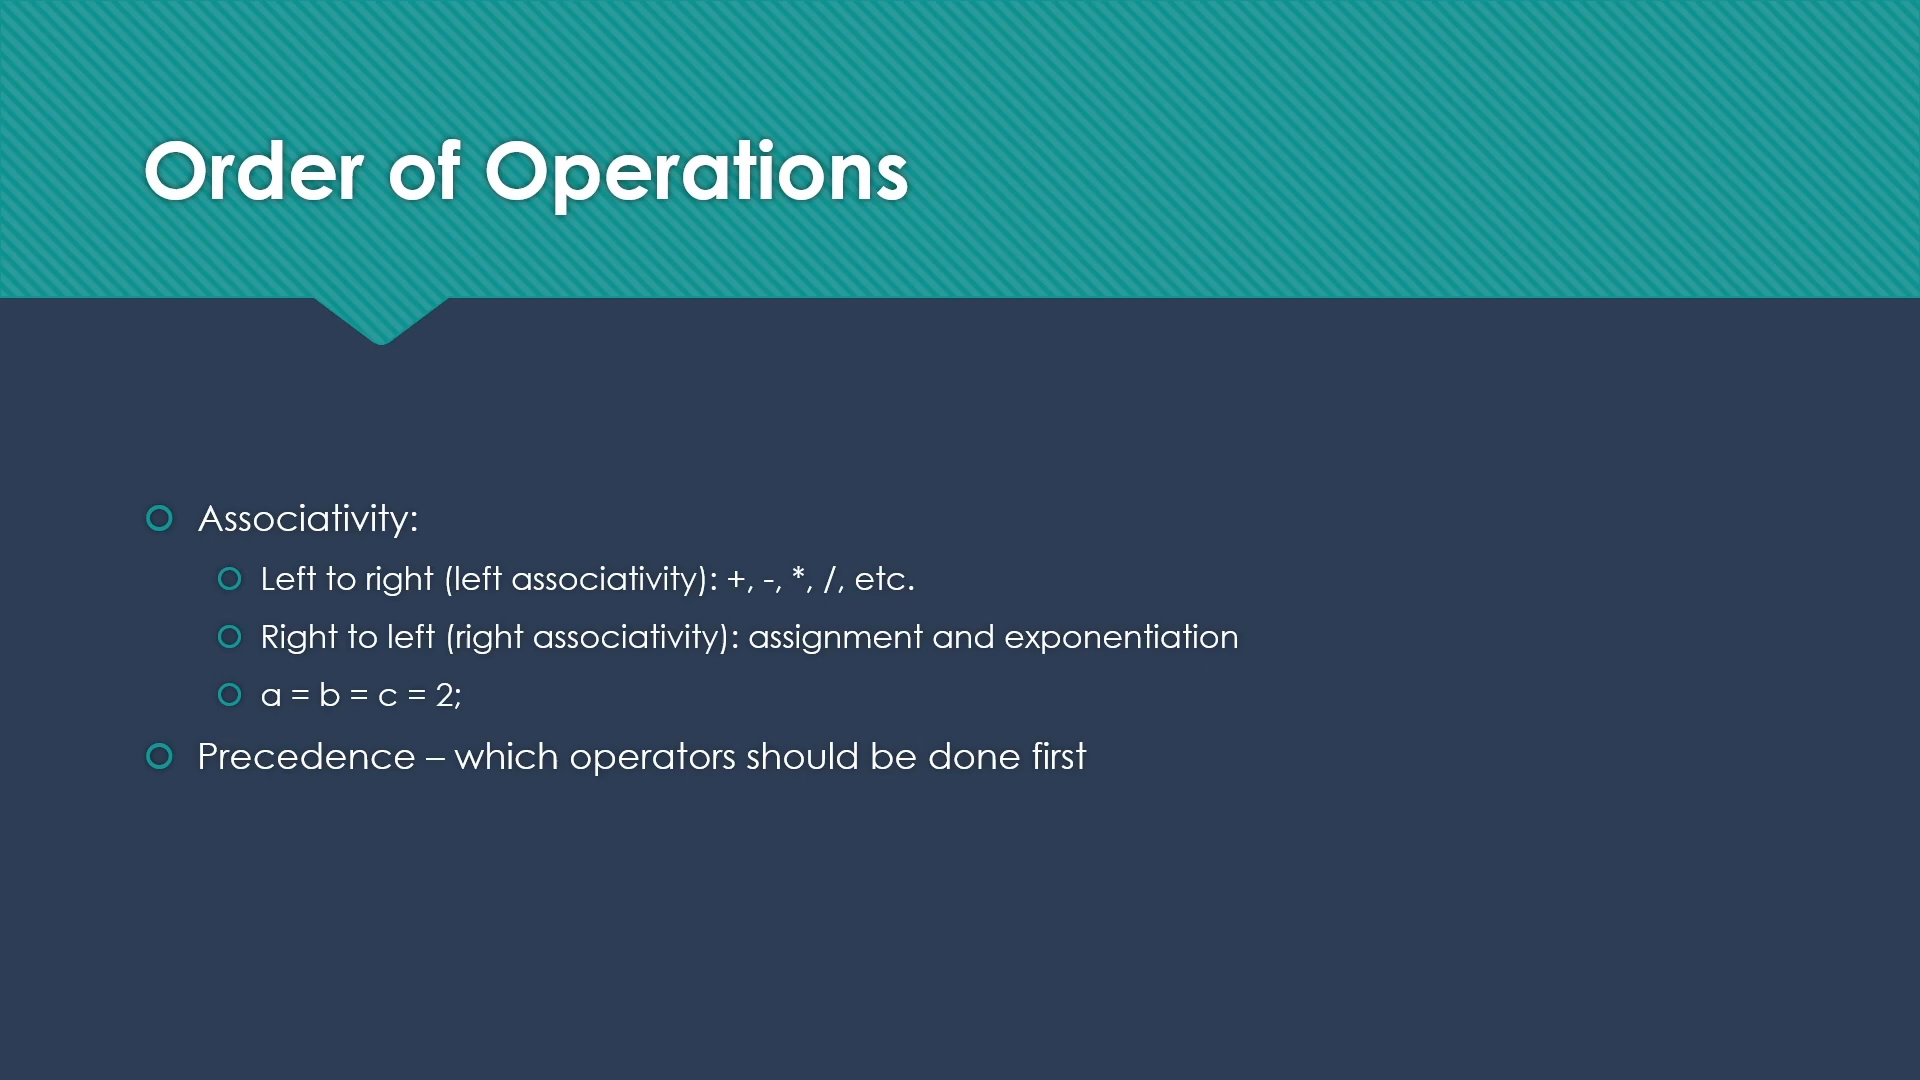 Order of Operations
Associativity:
Left to right (left associativity): +, -, *, /, etc.
Right to left (right associativity): assignment and exponentiation
a = b = c = 2;
Precedence – which operators should be done first